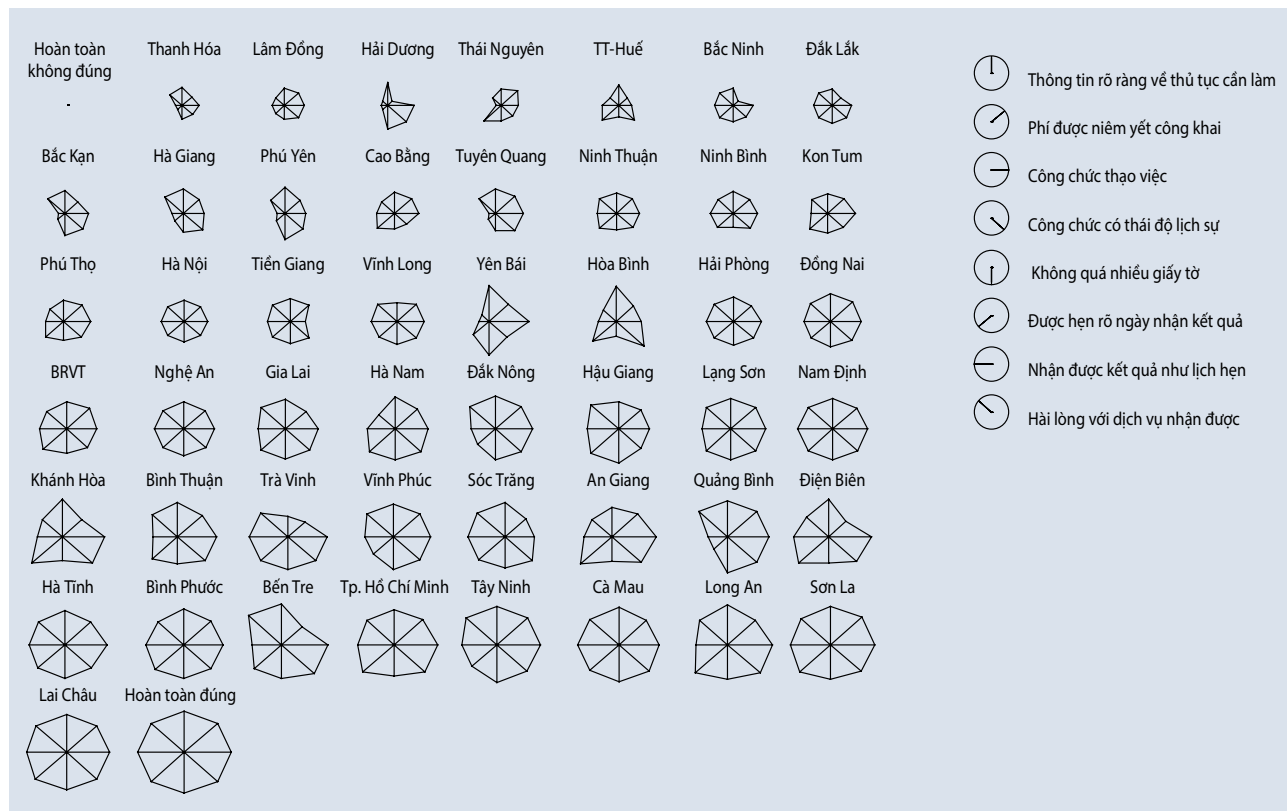 Hoàn toàn không đúng
Thanh Hóa
Lâm Đồng
Hải Dương
Thái Nguyên
TT-Huế
Bắc Ninh
Đắk Lắk
Bắc Kạn
Hà Giang
Phú Yên
Cao Bằng
Tuyên Quang
Ninh Thuận
Ninh Bình
Kon Tum
Phú Thọ
Hà Nội
Tiền Giang
Vĩnh Long
Yên Bái
Hòa Bình
Hải Phòng
Đồng Nai
BRVT
Nghệ An
Gia Lai
Hà Nam
Đắk Nông
Hậu Giang
Lạng Sơn
Nam Định
Khánh Hòa
Bình Thuận
Trà Vinh
Vĩnh Phúc
Sóc Trăng
An Giang
Quảng Bình
Điện Biên
Hà Tĩnh
Bình Phước
Bến Tre
Tp. Hồ Chí Minh
Tây Ninh
Cà Mau
Long An
Sơn La
Lai Châu
Hoàn toàn đúng
Thông tin rõ ràng về thủ tục cần làm
Phí được niêm yết công khai
Công chức thạo việc
Công chức có thái độ lịch sự
Không quá nhiều giấy tờ
Được hẹn rõ ngày nhận kết quả
Nhận được kết quả như lịch hẹn
Hài lòng với dịch vụ nhận được